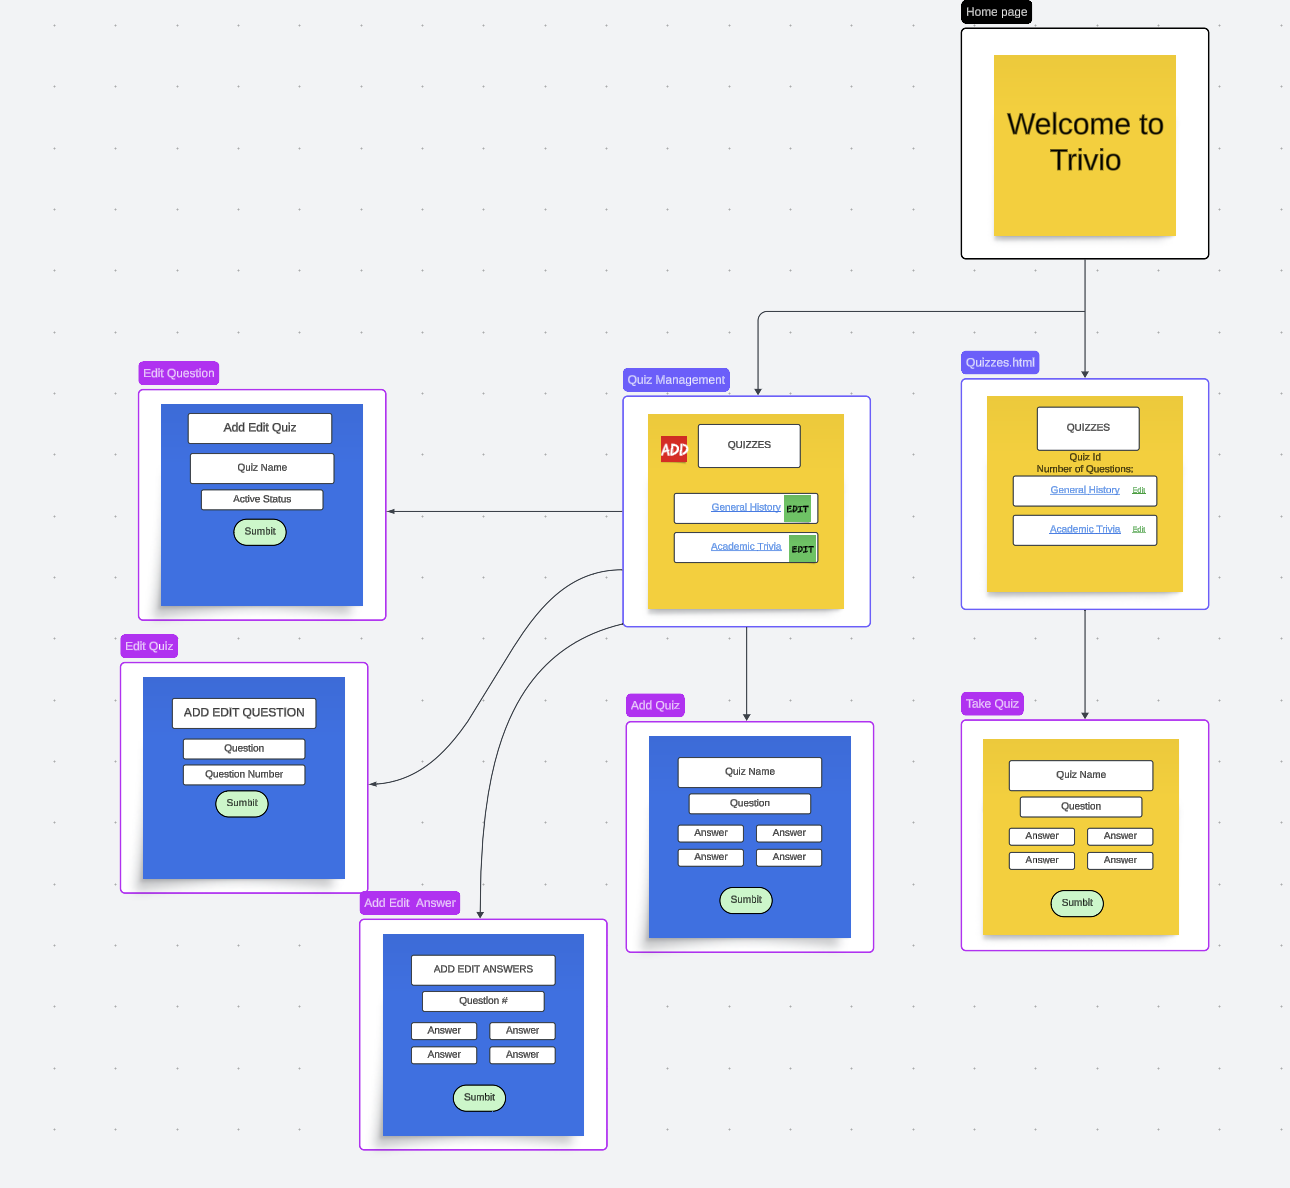 Home page
Welcome to
Trivio
Quizzes.html
QUIZZES
Quiz Id
Number of Questions:
General History Edit
Academic Trivia Edit
Quiz Management
ADD QUIZZES
General History EDIT
Academic Trivia EDIT
Edit Question
Add Edit Quiz
Quiz Name
Active Status
Sumbit
Edit Quiz
ADD EDIT QUESTION
Question
Question Number
Sumbit
Add Quiz
Quiz Name
Question
Answer Answer
Answer Answer
Sumbit
Take Quiz
Quiz Name
Question
Answer Answer
Answer Answer
Sumbit
Add Edit Answer
ADD EDIT ANSWERS
Question #
Answer Answer
Answer Answer
Sumbit